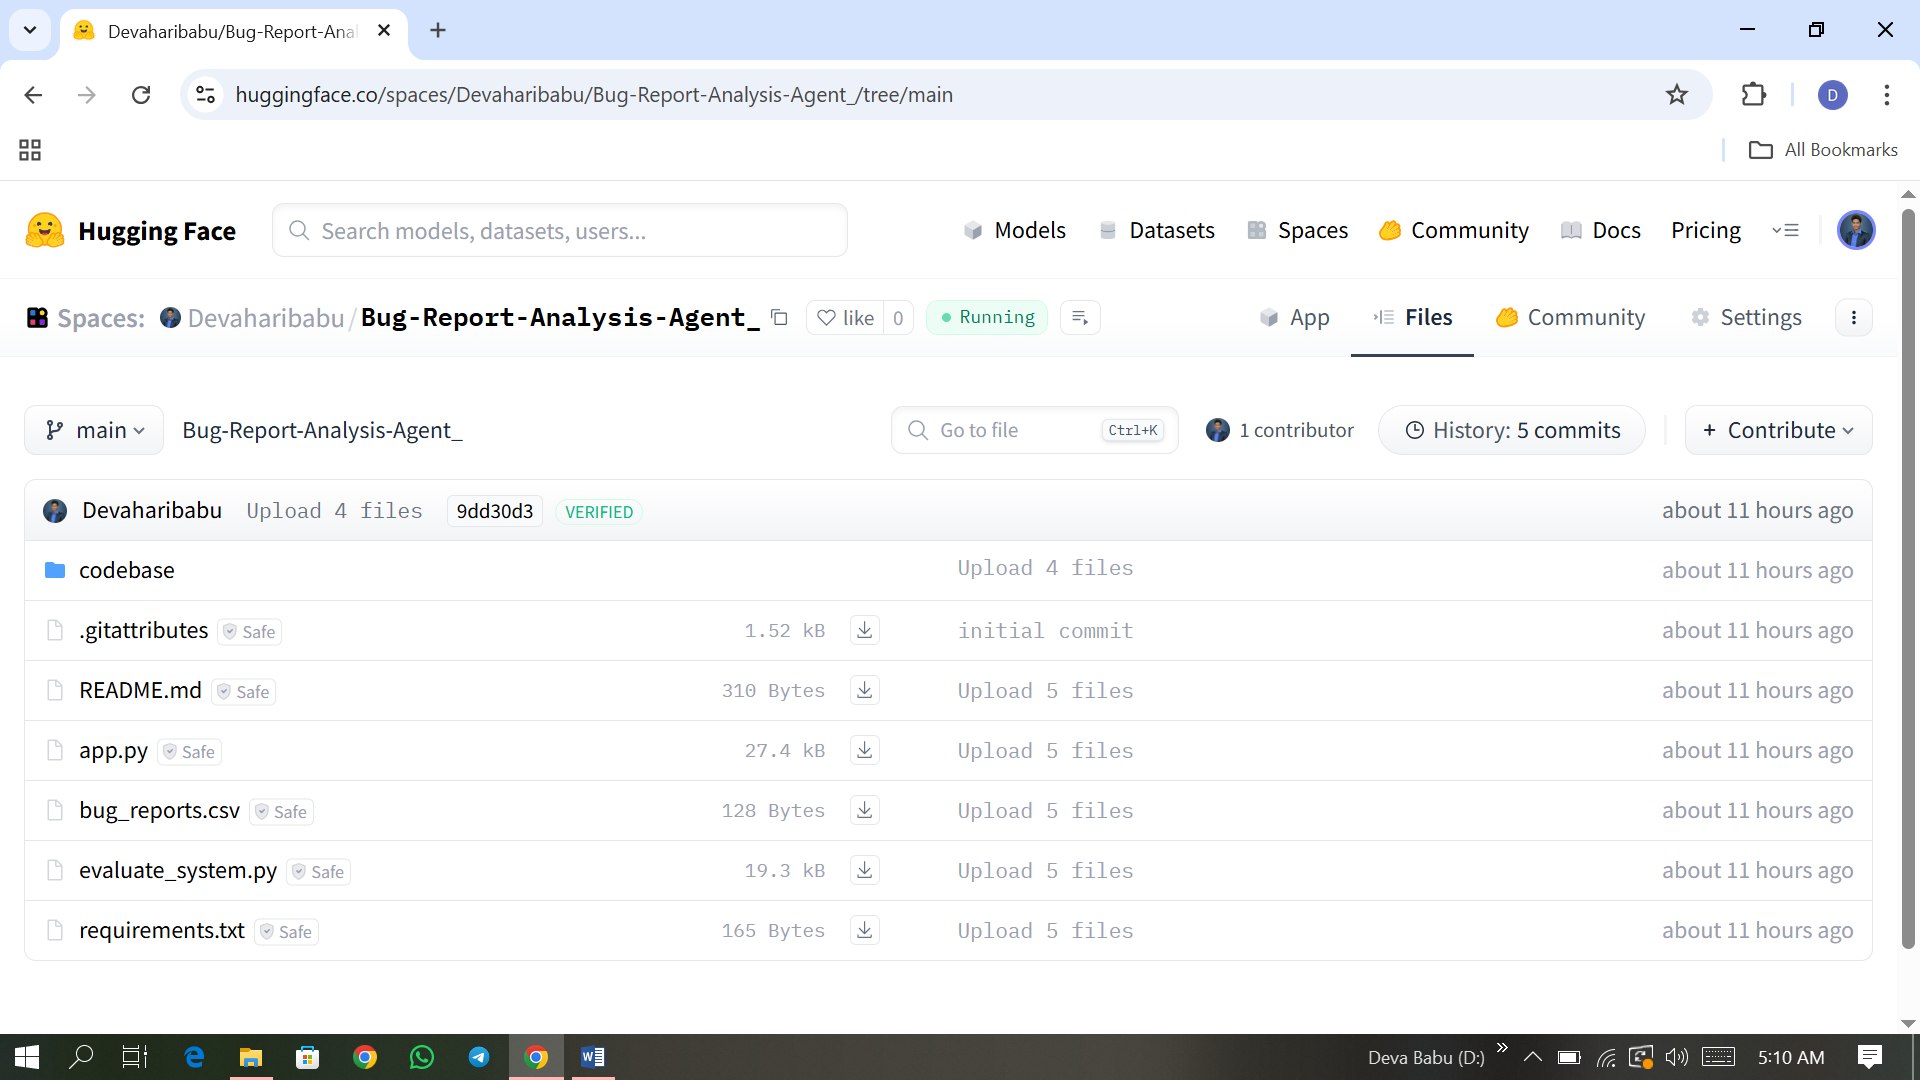 Devaharibabu/Bug-Report-Ana
huggingface.co/spaces/Devaharibabu/Bug-Report-Analysis-Agent_/tree/main
D
All Bookmarks
Hugging Face
Search models, datasets, users...
Models
Datasets
Spaces
Community
Docs
Pricing
Spaces: Devaharibabu/Bug-Report-Analysis-Agent_ like 0 Running
App
Files
Community
Settings
main
Bug-Report-Analysis-Agent_
Go to file Ctrl+K
1 contributor
History: 5 commits
+ Contribute
Devaharibabu Upload 4 files 9dd30d3 VERIFIED about 11 hours ago
codebase Upload 4 files about 11 hours ago
.gitattributes Safe 1.52 kB initial commit about 11 hours ago
README.md Safe 310 Bytes Upload 5 files about 11 hours ago
app.py Safe 27.4 kB Upload 5 files about 11 hours ago
bug_reports.csv Safe 128 Bytes Upload 5 files about 11 hours ago
evaluate_system.py Safe 19.3 kB Upload 5 files about 11 hours ago
requirements.txt Safe 165 Bytes Upload 5 files about 11 hours ago
Deva Babu (D:) 5:10 AM